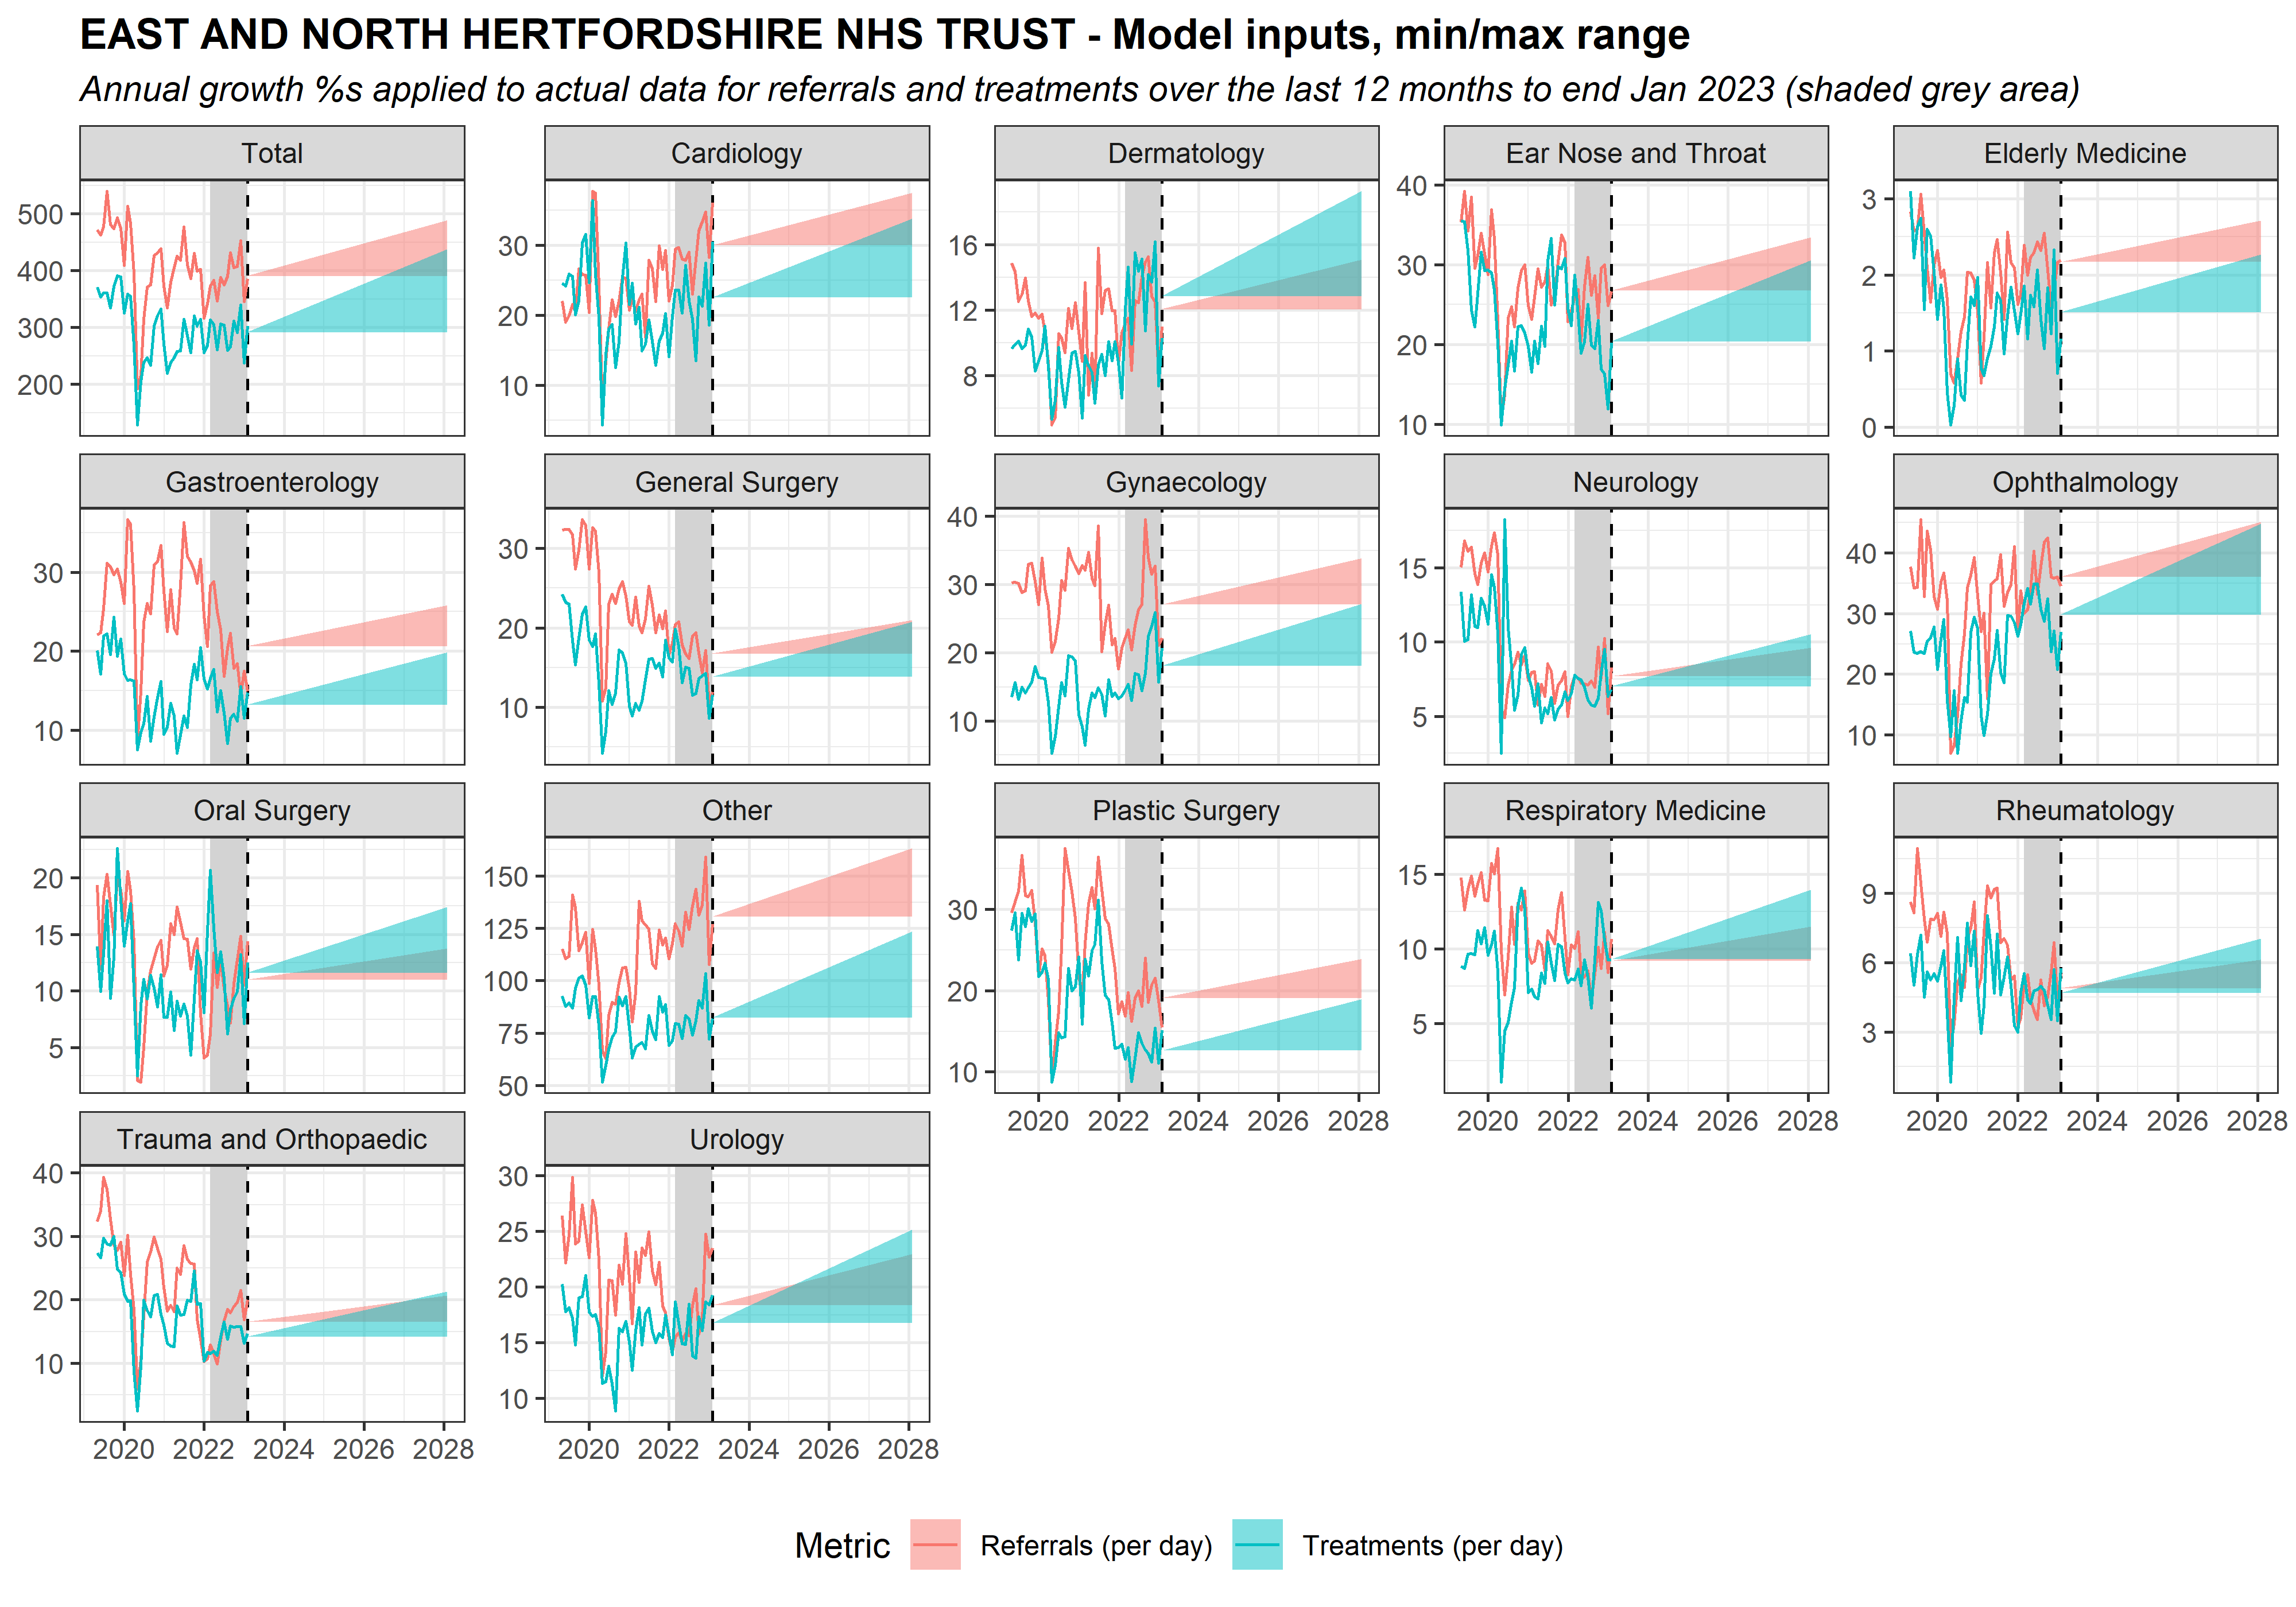 EAST AND NORTH HERTFORDSHIRE NHS TRUST - Model inputs, min/max range
Annual growth %s applied to actual data for referrals and treatments over the last 12 months to end Jan 2023 (shaded grey area)
Total
500
400
300
200
Cardiology
30
20
10
Dermatology
16
12
8
Ear Nose and Throat
40
30
20
10
Elderly Medicine
3
2
1
0
Gastroenterology
30
20
10
General Surgery
30
20
10
Gynaecology
40
30
20
10
Neurology
15
10
5
Ophthalmology
40
30
20
10
Oral Surgery
20
15
10
5
Other
150
125
100
75
50
Plastic Surgery
30
20
10
2020 2022 2024 2026 2028
Respiratory Medicine
15
10
5
2020 2022 2024 2026 2028
Rheumatology
9
6
3
2020 2022 2024 2026 2028
Trauma and Orthopaedic
40
30
20
10
2020 2022 2024 2026 2028
Urology
30
25
20
15
10
2020 2022 2024 2026 2028
Metric Referrals (per day) Treatments (per day)